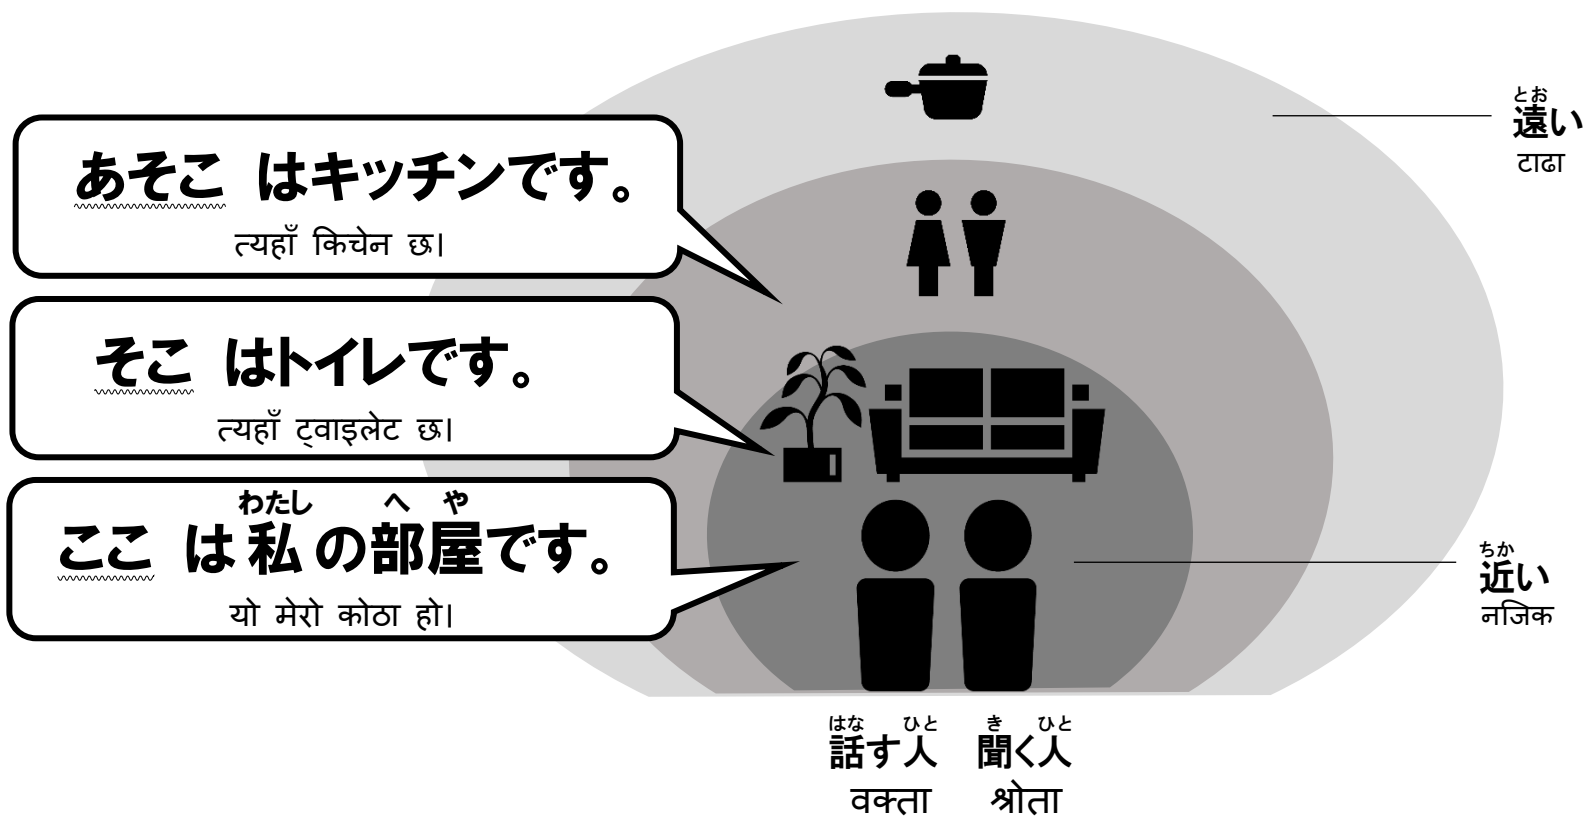 とお
遠い
टाढा
あそこ はキッチンです。
त्यहाँ किचेन छ।
そこ はトイレです。
त्यहाँ ट्वाइलेट छ।
わたし へ や
ここ は 私 の 部屋です。
यो मेरो कोठा हो।
ちか
近い
नजिक
はな ひと き ひと
話す人 聞く人
वक्ता श्रोता